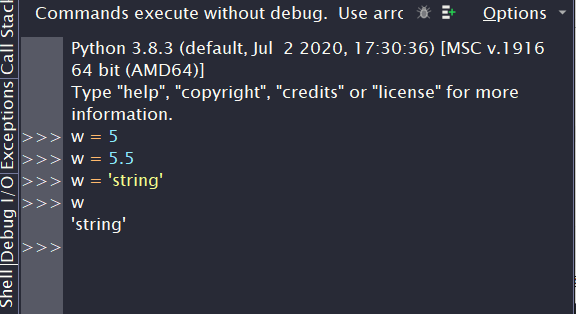 Commands execute without debug.  Use arrc
Options
Python 3.8.3 (default, Jul  2 2020, 17:30:36) [MSC v.1916
64 bit (AMD64)]
Type "help", "copyright", "credits" or "license" for more
information.
>>> w = 5
>>> w = 5.5
>>> w = 'string'
>>> w
'string'
>>>
Call Stack
Exceptions
Debug I/O
Shell